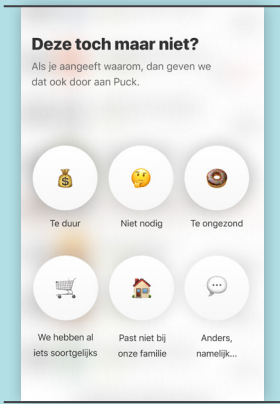 Deze toch maar niet?
Als je aangeeft waarom, dan geven we
dat ook door aan Puck.
Te duur
Niet nodig
Te ongezond
We hebben al
iets soortgelijks
Past niet bij
onze familie
Anders,
namelijk...